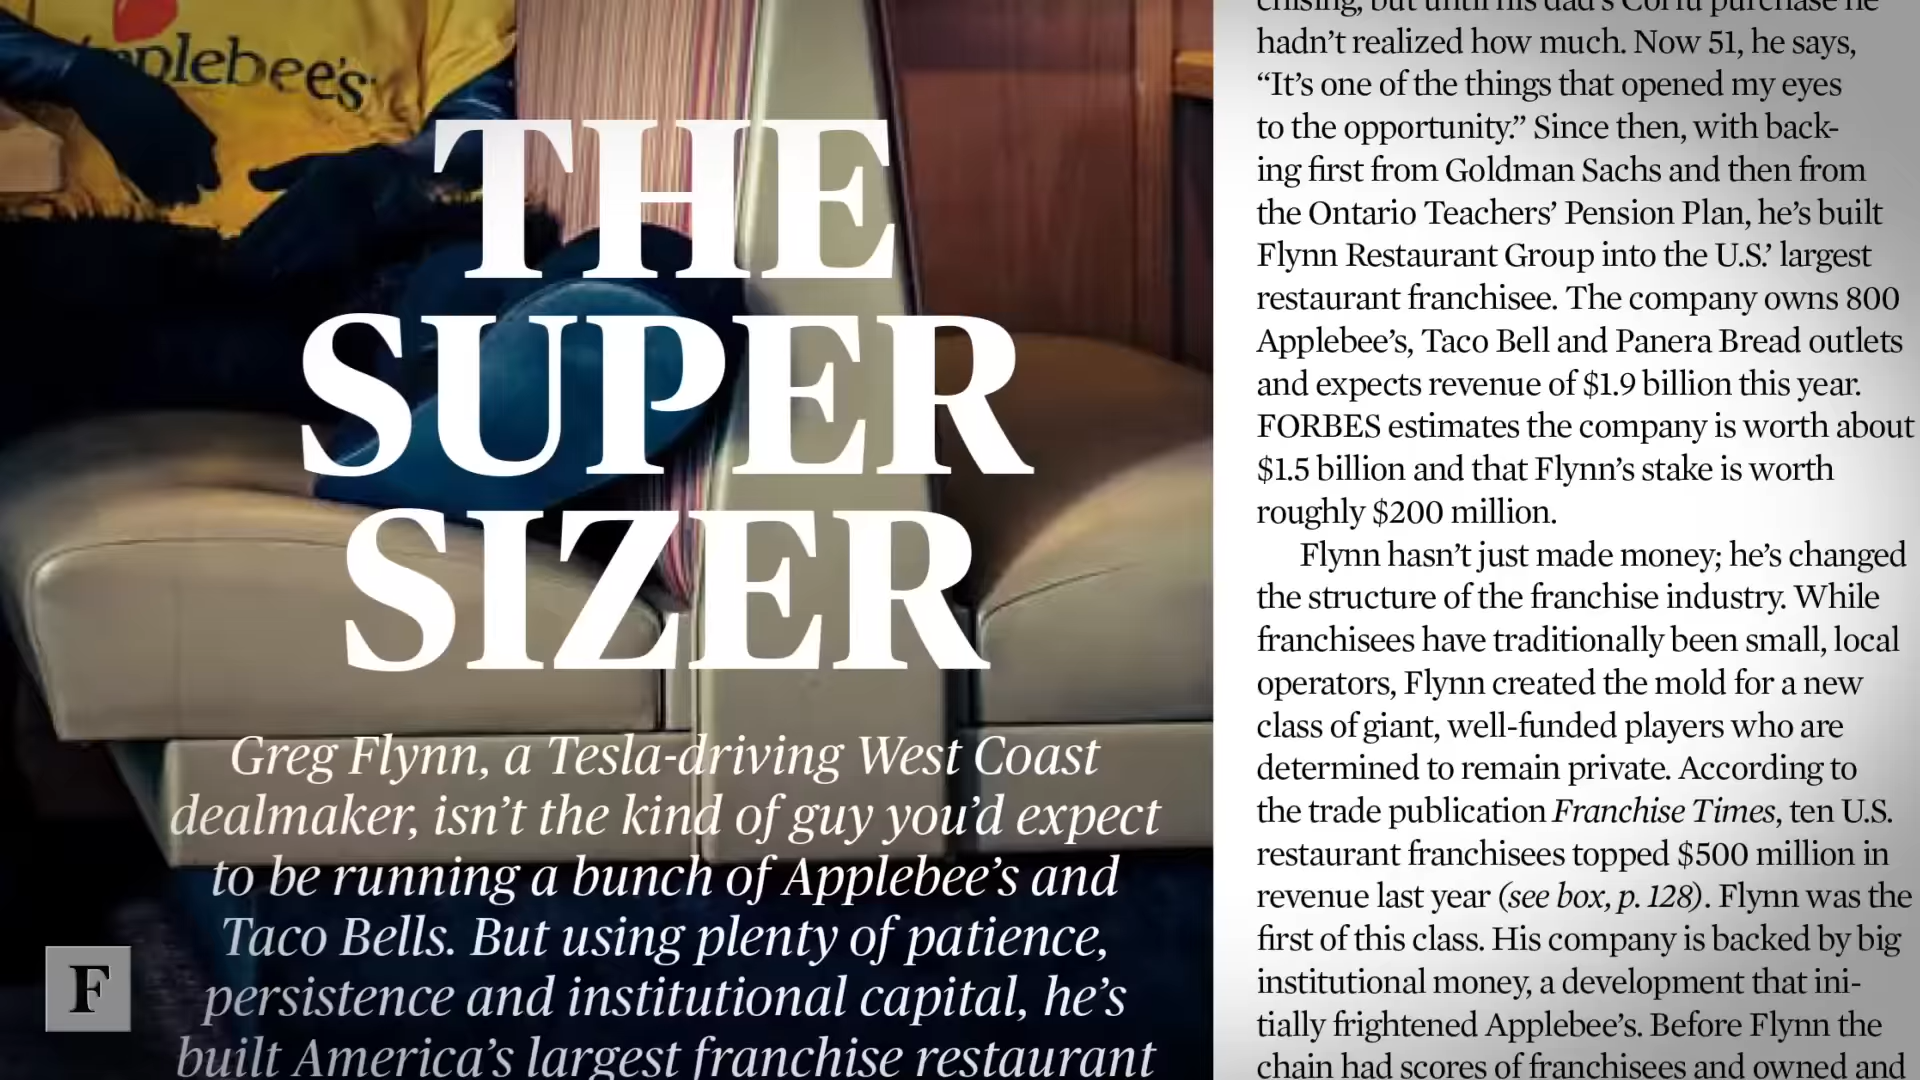 applebee's
THE
SUPER
SIZER
Greg Flynn, a Tesla-driving West Coast
dealmaker, isn't the kind of guy you'd expect
to be running a bunch of Applebee's and
Taco Bells. But using plenty of patience,
persistence and institutional capital, he's
built America's largest franchise restaurant
F
chising, but until his dad's Corfu purchase he
hadn't realized how much. Now 51, he says,
“It's one of the things that opened my eyes
to the opportunity.” Since then, with back-
ing first from Goldman Sachs and then from
the Ontario Teachers’ Pension Plan, he's built
Flynn Restaurant Group into the U.S.’ largest
restaurant franchisee. The company owns 800
Applebee's, Taco Bell and Panera Bread outlets
and expects revenue of $1.9 billion this year.
FORBES estimates the company is worth about
$1.5 billion and that Flynn's stake is worth
roughly $200 million.
Flynn hasn't just made money; he's changed
the structure of the franchise industry. While
franchisees have traditionally been small, local
operators, Flynn created the mold for a new
class of giant, well-funded players who are
determined to remain private. According to
the trade publication Franchise Times, ten U.S.
restaurant franchisees topped $500 million in
revenue last year (see box, p. 128). Flynn was the
first of this class. His company is backed by big
institutional money, a development that ini-
tially frightened Applebee's. Before Flynn the
chain had scores of franchisees and owned and